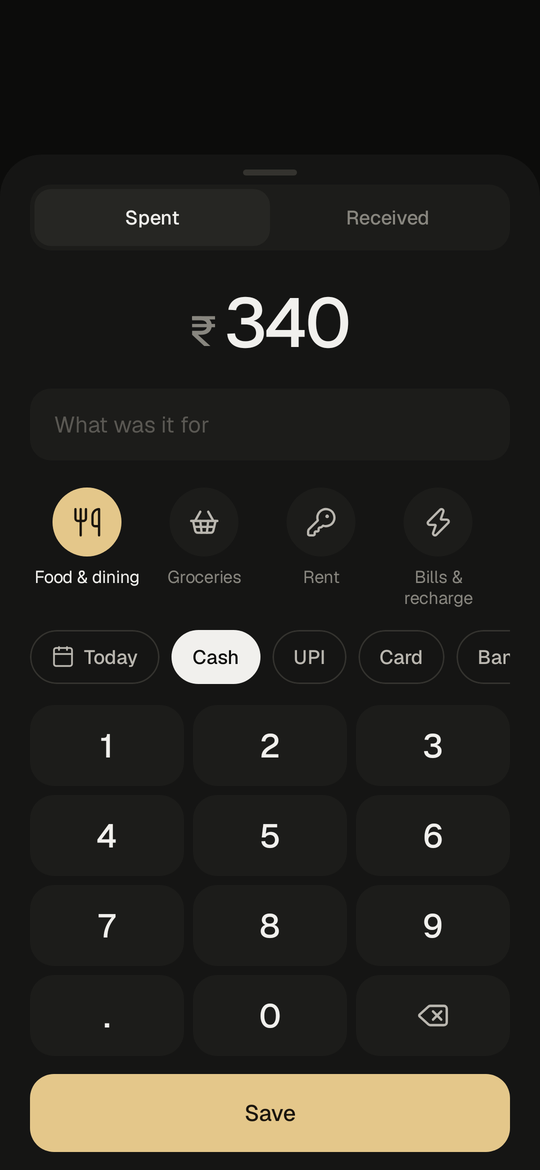 Spent
Received
₹ 340
What was it for
Food & dining
Groceries
Rent
Bills &
recharge
Today
Cash
UPI
Card
Ban
1
2
3
4
5
6
7
8
9
.
0
Save